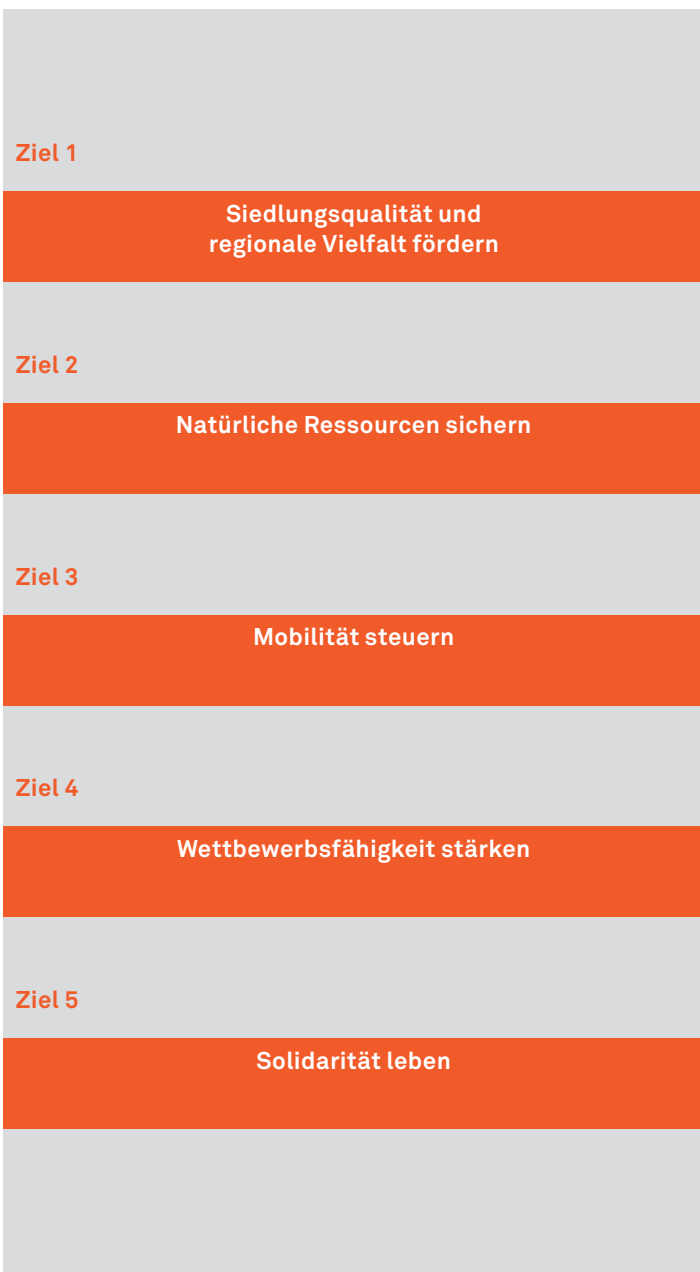 Ziel 1
Siedlungsqualität und
regionale Vielfalt fördern
Ziel 2
Natürliche Ressourcen sichern
Ziel 3
Mobilität steuern
Ziel 4
Wettbewerbsfähigkeit stärken
Ziel 5
Solidarität leben